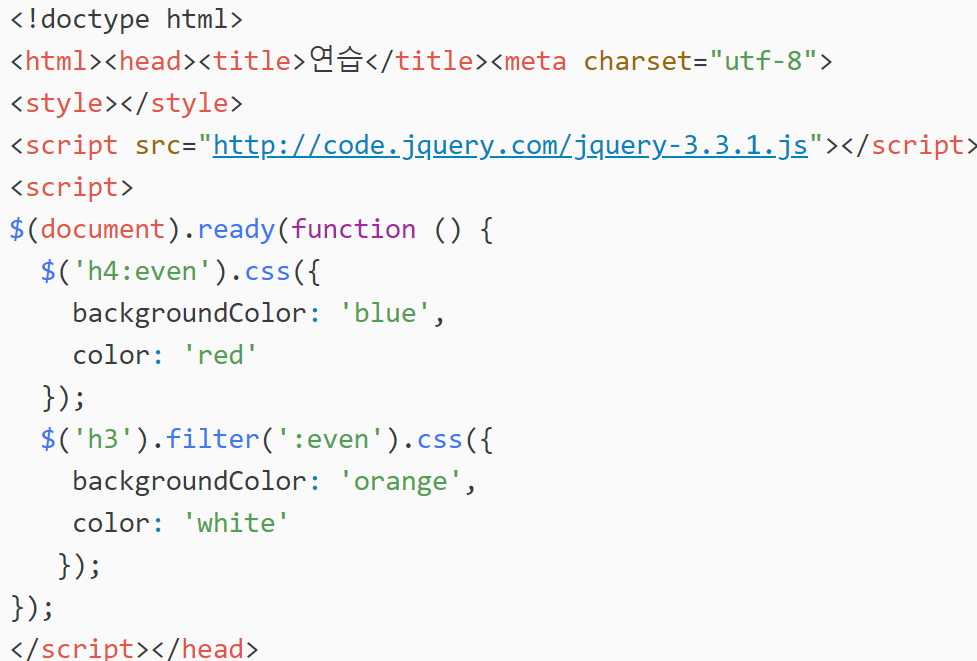 <!doctype html>
<html><head><title>연습</title><meta charset="utf-8">
<style></style>
<script src="http://code.jquery.com/jquery-3.3.1.js"></script>
<script>
$(document).ready(function () {
  $('h4:even').css({
    backgroundColor: 'blue',
    color: 'red'
  });
  $('h3').filter(':even').css({
    backgroundColor: 'orange',
    color: 'white'
   });
});
</script></head>